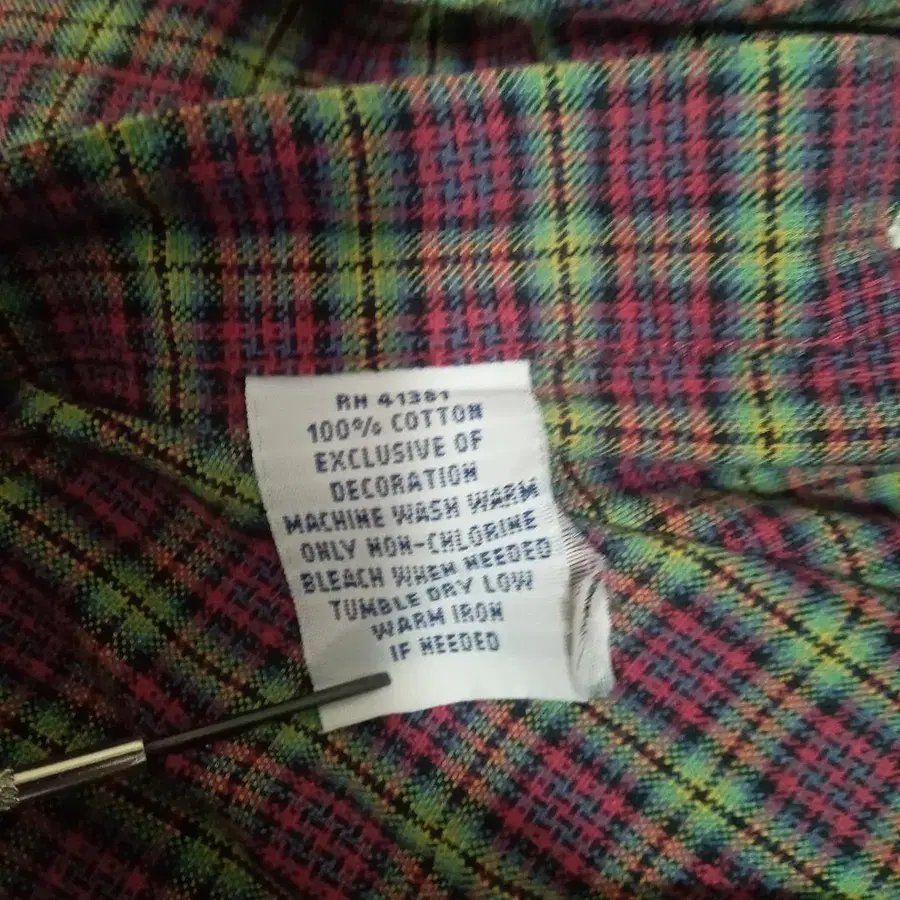 RN 41381
100% COTTON
EXCLUSIVE OF
DECORATION
MACHINE WASH WARM
ONLY NON-CHLORINE
BLEACH WHEN NEEDED
TUMBLE DRY LOW
WARM IRON
IF NEEDED